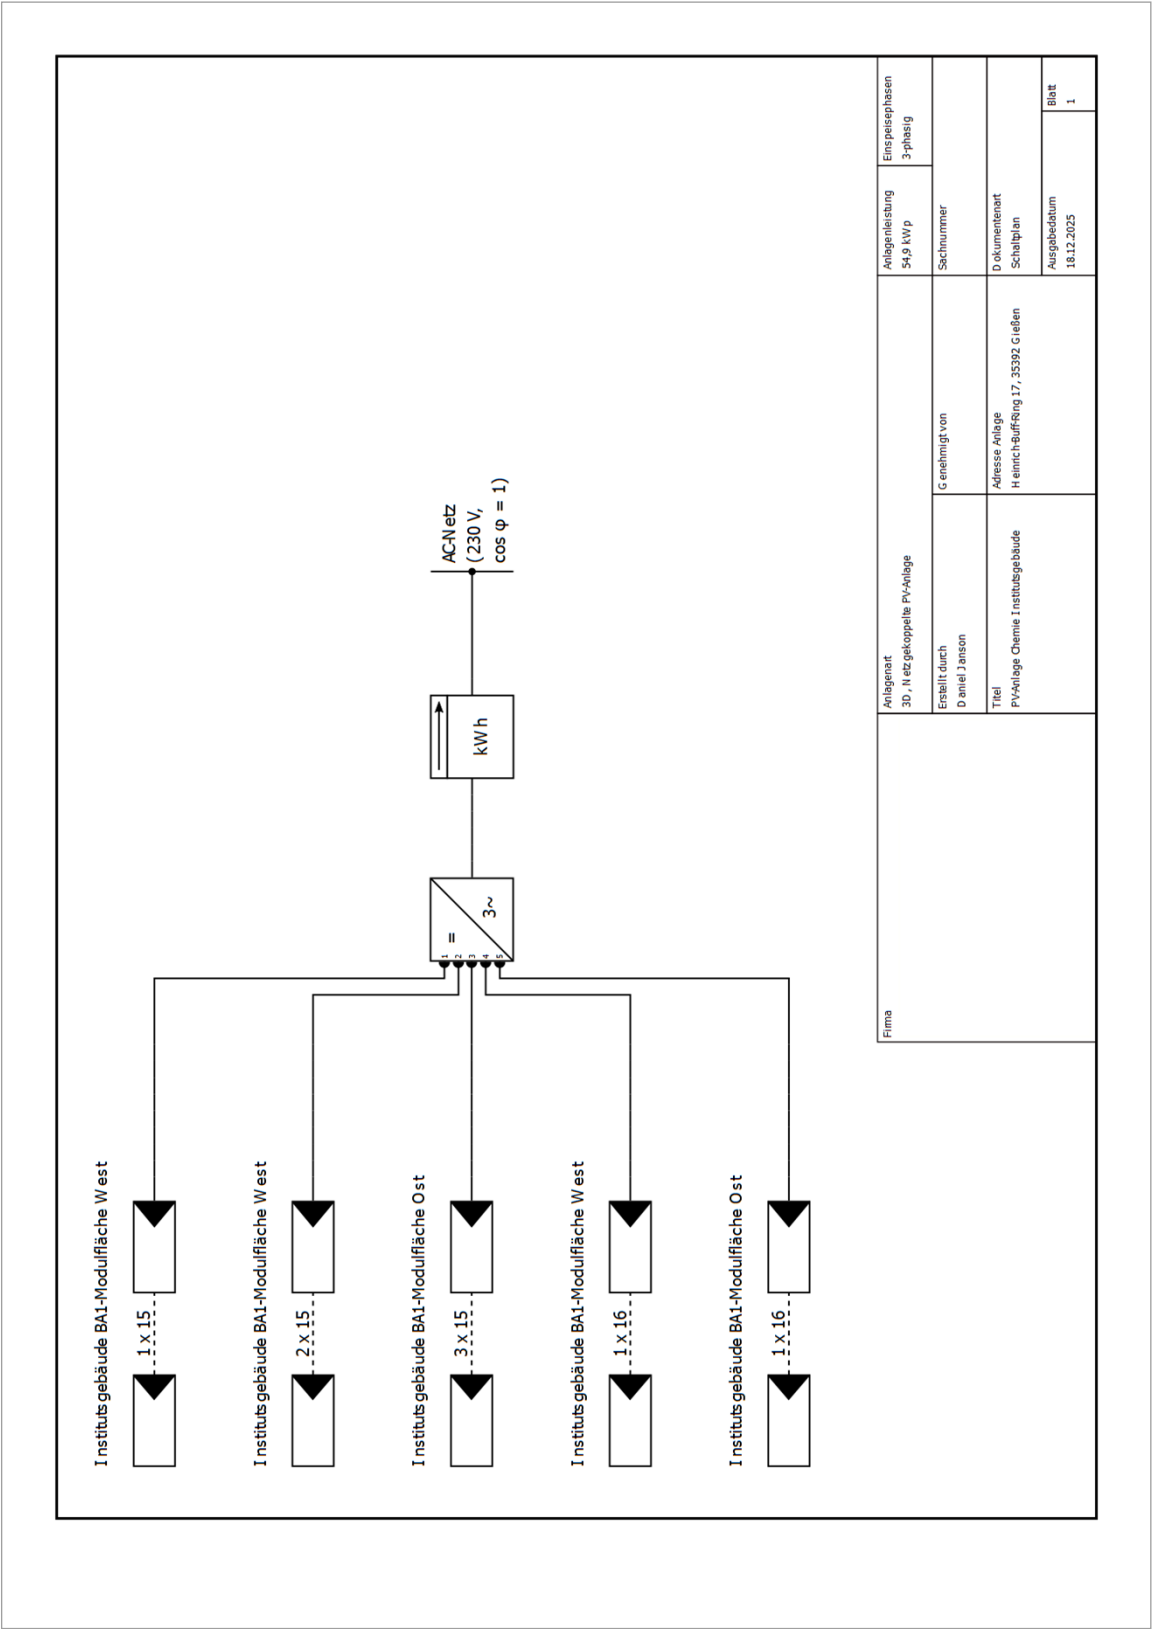 Institutsgebäude BA1-Modulfläche West
1 x 15
Institutsgebäude BA1-Modulfläche West
2 x 15
Institutsgebäude BA1-Modulfläche Ost
3 x 15
Institutsgebäude BA1-Modulfläche West
1 x 16
Institutsgebäude BA1-Modulfläche Ost
1 x 16
1
2
3
4
5
=
3~
kWh
AC-Netz
(230 V,
cos φ = 1)
Firma
Anlagenart
3D, Netzgekoppelte PV-Anlage
Anlagenleistung
54,9 kWp
Einspeisephasen
3-phasig
Erstellt durch
Daniel Janson
Genehmigt von
Sachnummer
Titel
PV-Anlage Chemie Institutsgebäude
Adresse Anlage
Heinrich-Buff-Ring 17, 35392 Gießen
Dokumentenart
Schaltplan
Ausgabedatum
18.12.2025
Blatt
1